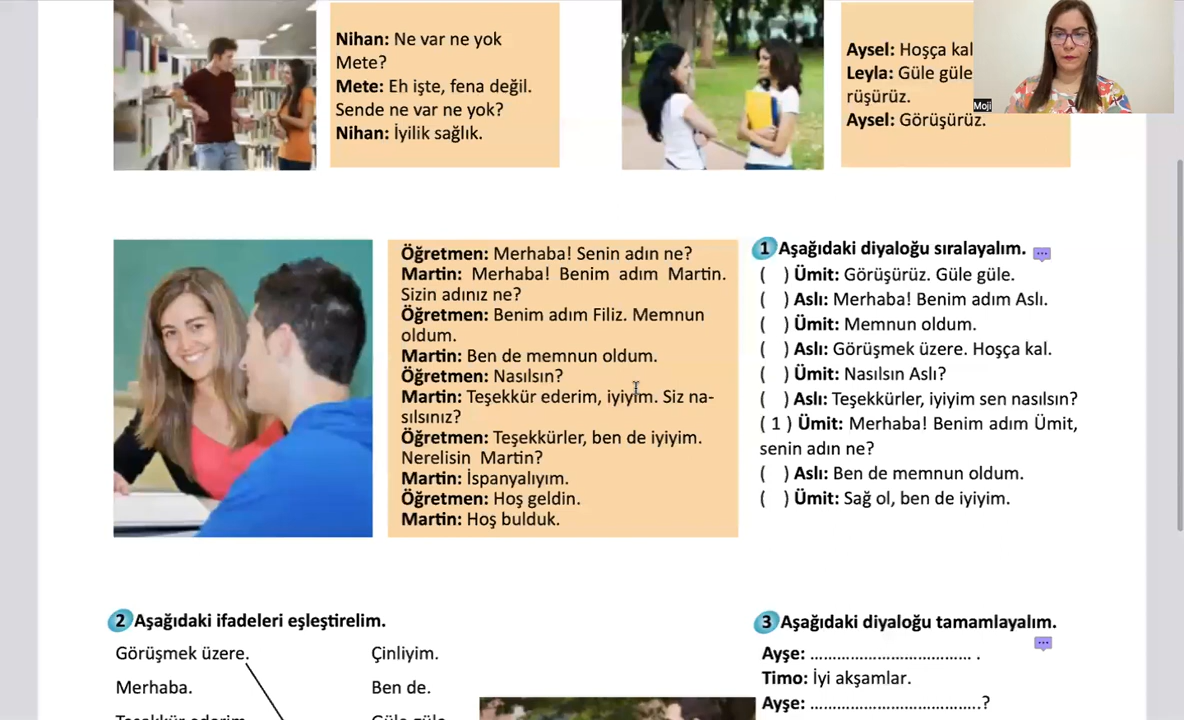 Nihan: Ne var ne yok
Mete?
Mete: Eh işte, fena değil.
Sende ne var ne yok?
Nihan: İyilik sağlık.
Aysel: Hoşça kal
Leyla: Güle güle
rüşürüz.
Aysel: Görüşürüz.
Moji
Öğretmen: Merhaba! Senin adın ne?
Martin: Merhaba! Benim adım Martin.
Sizin adınız ne?
Öğretmen: Benim adım Filiz. Memnun
oldum.
Martin: Ben de memnun oldum.
Öğretmen: Nasılsın?
Martin: Teşekkür ederim, iyiyim. Siz na-
sılsınız?
Öğretmen: Teşekkürler, ben de iyiyim.
Nerelisin Martin?
Martin: İspanyalıyım.
Öğretmen: Hoş geldin.
Martin: Hoş bulduk.
1 Aşağıdaki diyaloğu sıralayalım.
( ) Ümit: Görüşürüz. Güle güle.
( ) Aslı: Merhaba! Benim adım Aslı.
( ) Ümit: Memnun oldum.
( ) Aslı: Görüşmek üzere. Hoşça kal.
( ) Ümit: Nasılsın Aslı?
( ) Aslı: Teşekkürler, iyiyim sen nasılsın?
( 1 ) Ümit: Merhaba! Benim adım Ümit,
senin adın ne?
( ) Aslı: Ben de memnun oldum.
( ) Ümit: Sağ ol, ben de iyiyim.
2 Aşağıdaki ifadeleri eşleştirelim.
Görüşmek üzere. Çinliyim.
Merhaba. Ben de.
Teşekkür ederim Güle güle
3 Aşağıdaki diyaloğu tamamlayalım.
Ayşe: ....................................... .
Timo: İyi akşamlar.
Ayşe: .........................................?